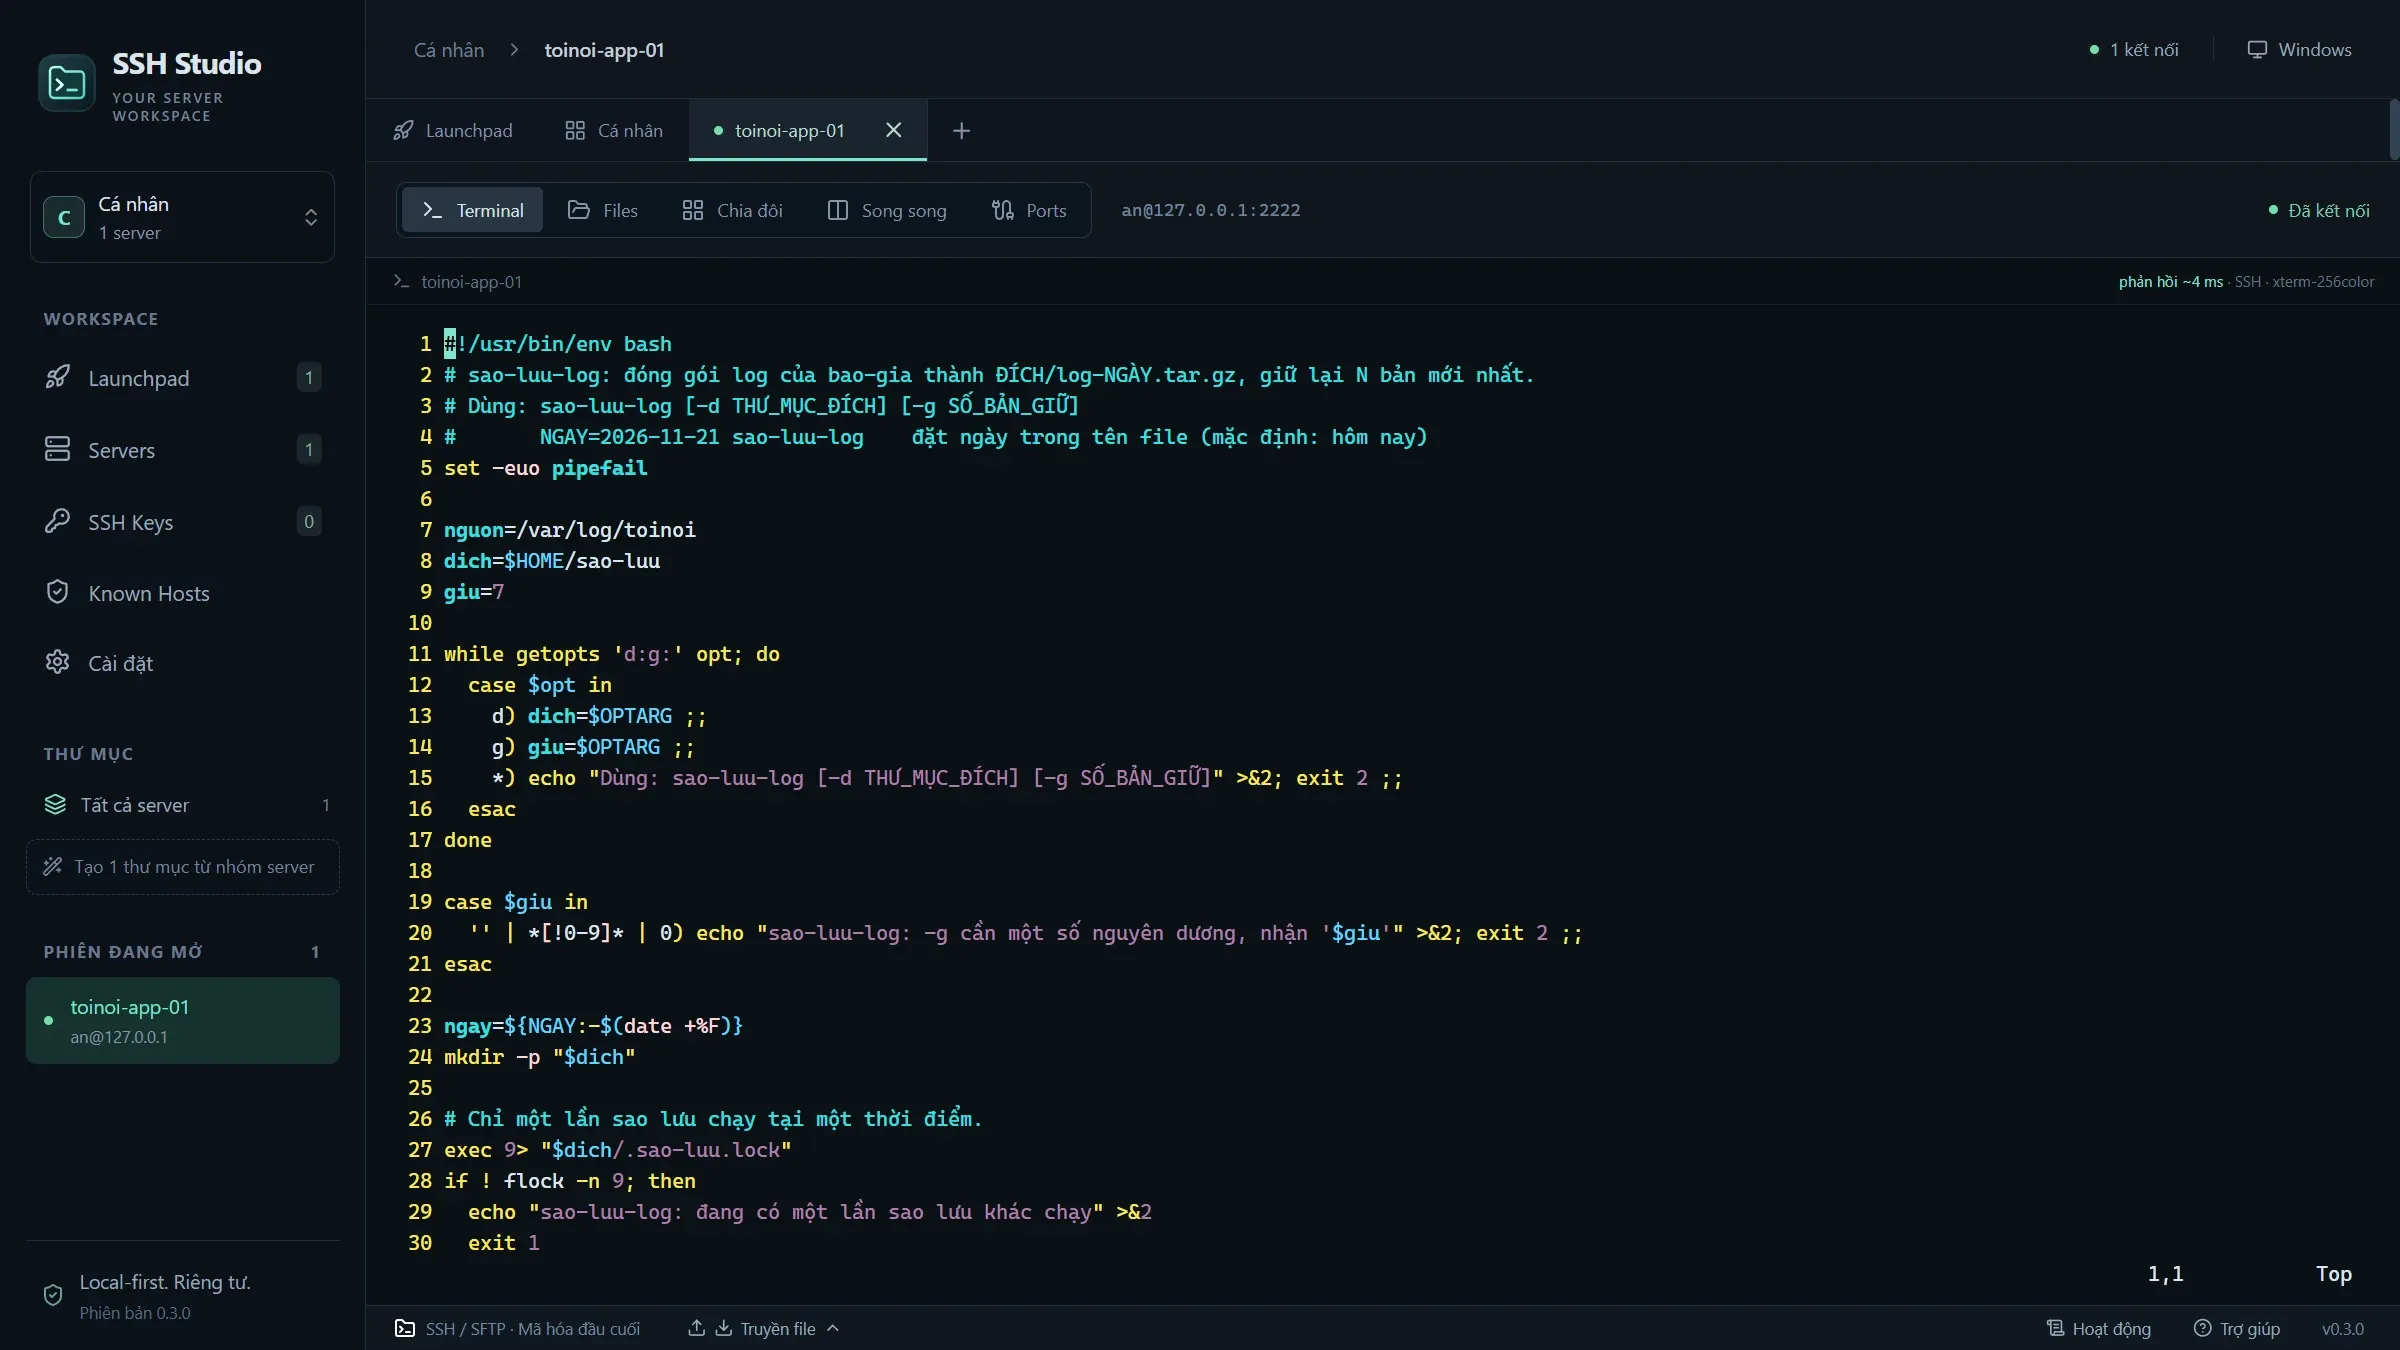 SSH Studio
YOUR SERVER
WORKSPACE
C
Cá nhân
1 server
WORKSPACE
Launchpad 1
Servers 1
SSH Keys 0
Known Hosts
Cài đặt
THƯ MỤC
Tất cả server 1
Tạo 1 thư mục từ nhóm server
PHIÊN ĐANG MỞ 1
toinoi-app-01
an@127.0.0.1
Local-first. Riêng tư.
Phiên bản 0.3.0
Cá nhân > toinoi-app-01
1 kết nối
Windows
Launchpad
Cá nhân
toinoi-app-01
Terminal
Files
Chia đôi
Song song
Ports
an@127.0.0.1:2222
Đã kết nối
toinoi-app-01
phản hồi ~4 ms · SSH · xterm-256color
1 #!/usr/bin/env bash
2 # sao-luu-log: đóng gói log của bao-gia thành ĐÍCH/log-NGÀY.tar.gz, giữ lại N bản mới nhất.
3 # Dùng: sao-luu-log [-d THƯ_MỤC_ĐÍCH] [-g SỐ_BẢN_GIỮ]
4 #       NGAY=2026-11-21 sao-luu-log    đặt ngày trong tên file (mặc định: hôm nay)
5 set -euo pipefail
6
7 nguon=/var/log/toinoi
8 dich=$HOME/sao-luu
9 giu=7
10
11 while getopts 'd:g:' opt; do
12   case $opt in
13     d) dich=$OPTARG ;;
14     g) giu=$OPTARG ;;
15     *) echo "Dùng: sao-luu-log [-d THƯ_MỤC_ĐÍCH] [-g SỐ_BẢN_GIỮ]" >&2; exit 2 ;;
16   esac
17 done
18
19 case $giu in
20   '' | *[!0-9]* | 0) echo "sao-luu-log: -g cần một số nguyên dương, nhận '$giu'" >&2; exit 2 ;;
21 esac
22
23 ngay=${NGAY:-$(date +%F)}
24 mkdir -p "$dich"
25
26 # Chỉ một lần sao lưu chạy tại một thời điểm.
27 exec 9> "$dich/.sao-luu.lock"
28 if ! flock -n 9; then
29   echo "sao-luu-log: đang có một lần sao lưu khác chạy" >&2
30   exit 1
1,1 Top
SSH / SFTP · Mã hóa đầu cuối
Truyền file
Hoạt động
Trợ giúp
v0.3.0